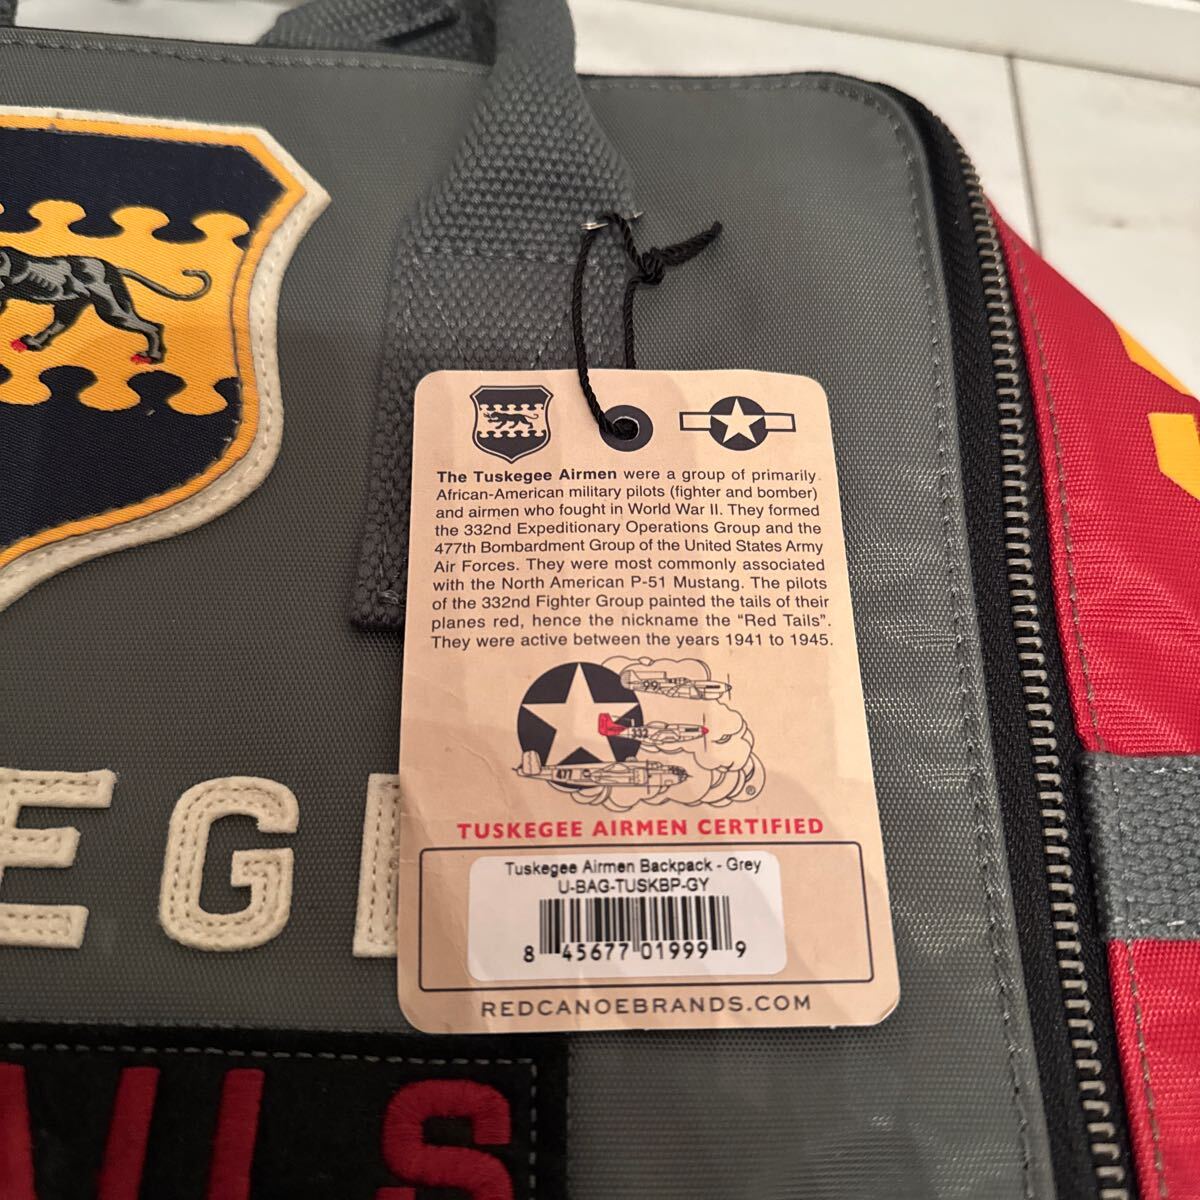 The Tuskegee Airmen were a group of primarily
African-American military pilots (fighter and bomber)
and airmen who fought in World War II. They formed
the 332nd Expeditionary Operations Group and the
477th Bombardment Group of the United States Army
Air Forces. They were most commonly associated
with the North American P-51 Mustang. The pilots
of the 332nd Fighter Group painted the tails of their
planes red, hence the nickname the “Red Tails”.
They were active between the years 1941 to 1945.
477
®
TUSKEGEE AIRMEN CERTIFIED
Tuskegee Airmen Backpack - Grey
U-BAG-TUSKBP-GY
8 45677 01999 9
REDCANOEBRANDS.COM
EGE
AILS